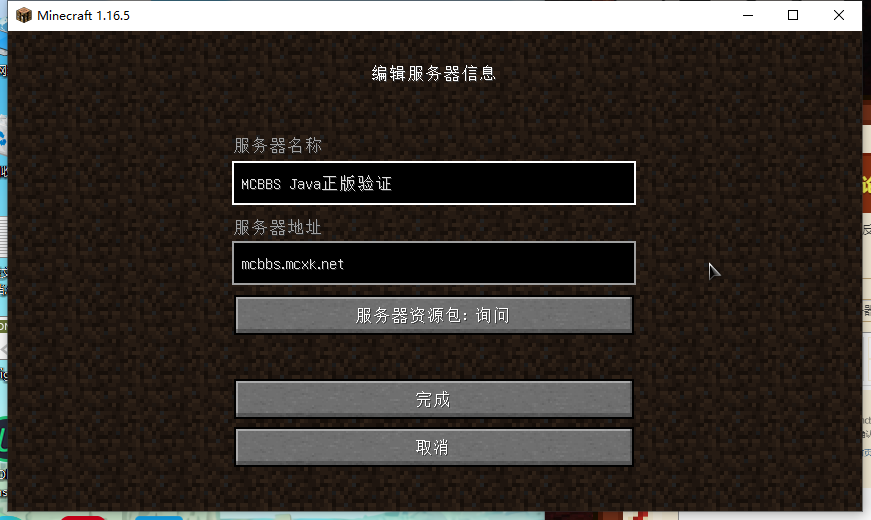 Minecraft 1.16.5
编辑服务器信息
服务器名称
MCBBS Java正版验证
服务器地址
mcbbs.mcxk.net
服务器资源包: 询问
完成
取消